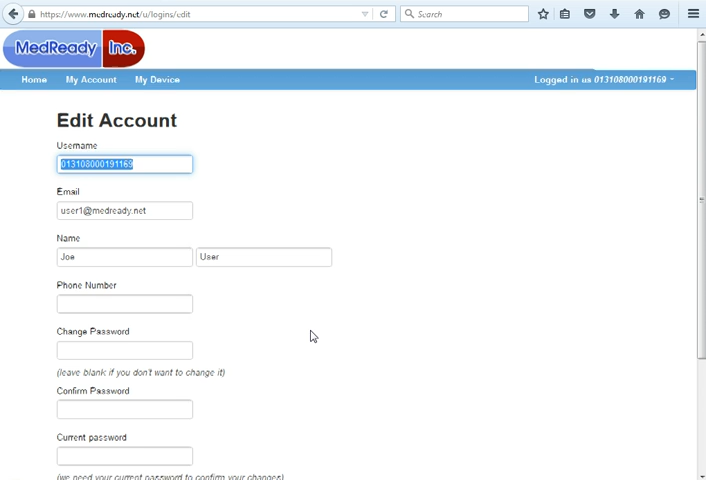 https://www.medready.net/u/logins/edit
Search
MedReady Inc.
Home My Account My Device Logged in us 013108000191169
Edit Account
Username
013108000191169
Email
user1@medready.net
Name
Joe User
Phone Number
Change Password
(leave blank if you don't want to change it)
Confirm Password
Current password
(we need your current password to confirm your changes)